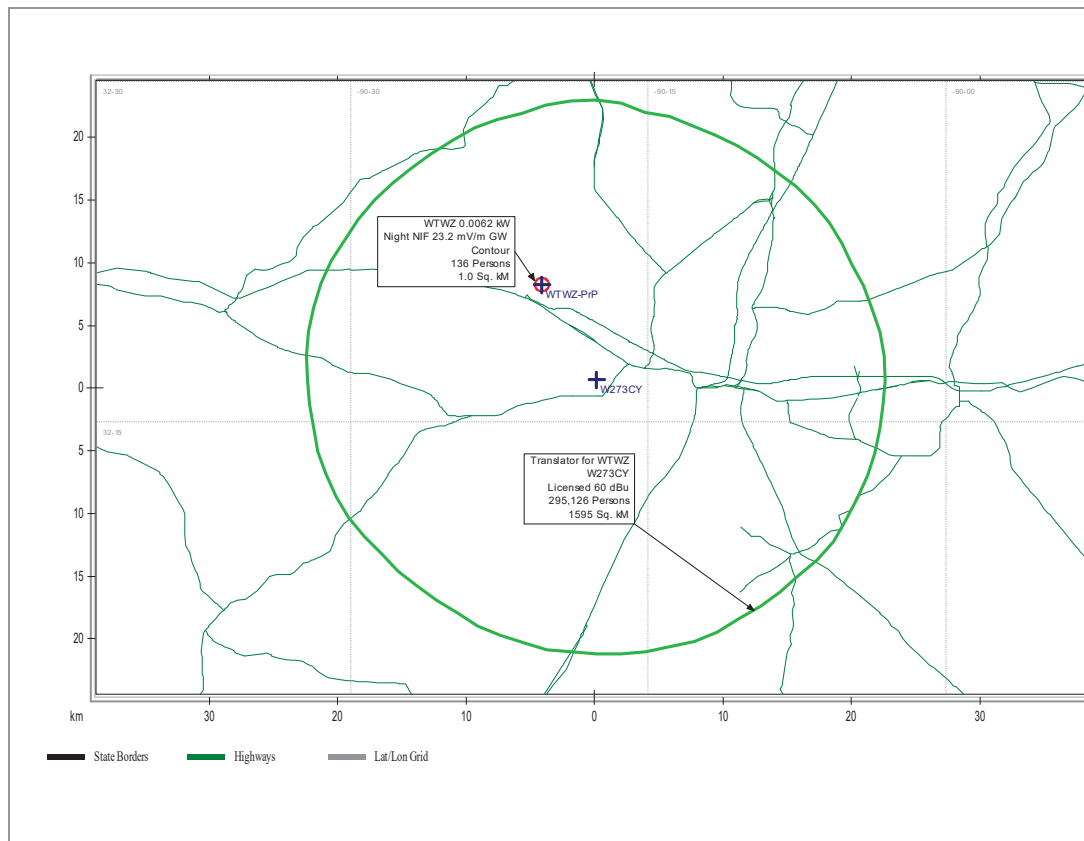 32-30
-90-30
-90-15
-90-00
20
15
10
5
0
5
10
15
20
WTWZ 0.0062 kW
Night NIF 23.2 mV/m GW
Contour
136 Persons
1.0 Sq. kM
WTWZ-PrP
W273CY
32-15
Translator for WTWZ
W273CY
Licensed 60 dBu
295,126 Persons
1595 Sq. kM
km
30
20
10
0
10
20
30
State Borders
Highways
Lat/Lon Grid